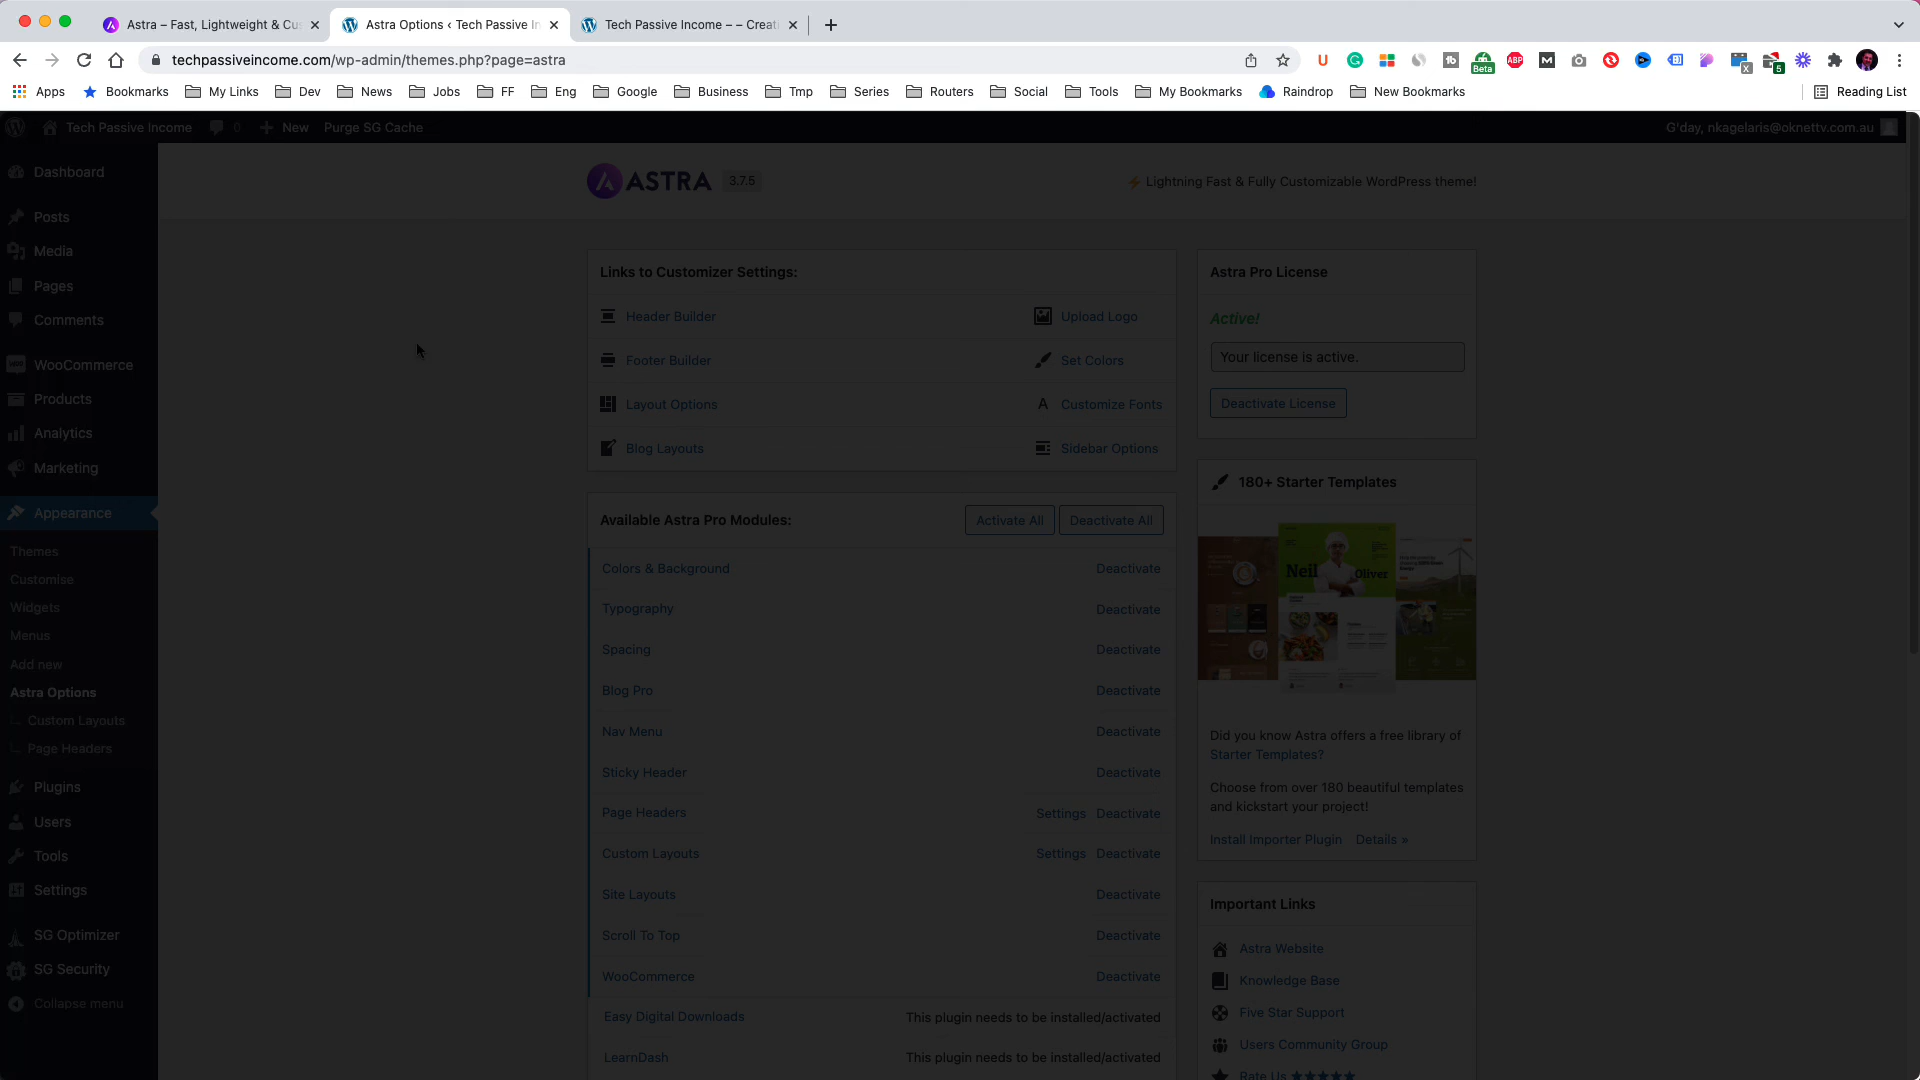 Astra – Fast, Lightweight & Cus
Astra Options ‹ Tech Passive In
Tech Passive Income – – Creati
techpassiveincome.com/wp-admin/themes.php?page=astra
Beta
ABP
X
5
Apps
Bookmarks
My Links
Dev
News
Jobs
FF
Eng
Google
Business
Tmp
Series
Routers
Social
Tools
My Bookmarks
Raindrop
New Bookmarks
Reading List
Tech Passive Income
0
New
Purge SG Cache
G'day, nkagelaris@oknettv.com.au
Dashboard
Posts
Media
Pages
Comments
WooCommerce
Products
Analytics
Marketing
Appearance
Themes
Customise
Widgets
Menus
Add new
Astra Options
Custom Layouts
Page Headers
Plugins
Users
Tools
Settings
SG Optimizer
SG Security
Collapse menu
ASTRA
3.7.5
Lightning Fast & Fully Customizable WordPress theme!
Links to Customizer Settings:
Header Builder
Upload Logo
Footer Builder
Set Colors
Layout Options
Customize Fonts
Blog Layouts
Sidebar Options
Available Astra Pro Modules:
Activate All
Deactivate All
Colors & Background
Deactivate
Typography
Deactivate
Spacing
Deactivate
Blog Pro
Deactivate
Nav Menu
Deactivate
Sticky Header
Deactivate
Page Headers
Settings Deactivate
Custom Layouts
Settings Deactivate
Site Layouts
Deactivate
Scroll To Top
Deactivate
WooCommerce
Deactivate
Easy Digital Downloads
This plugin needs to be installed/activated
LearnDash
This plugin needs to be installed/activated
Astra Pro License
Active!
Your license is active.
Deactivate License
180+ Starter Templates
Neil Oliver
Did you know Astra offers a free library of
Starter Templates?
Choose from over 180 beautiful templates
and kickstart your project!
Install Importer Plugin
Details »
Important Links
Astra Website
Knowledge Base
Five Star Support
Users Community Group
Rate Us ★★★★★